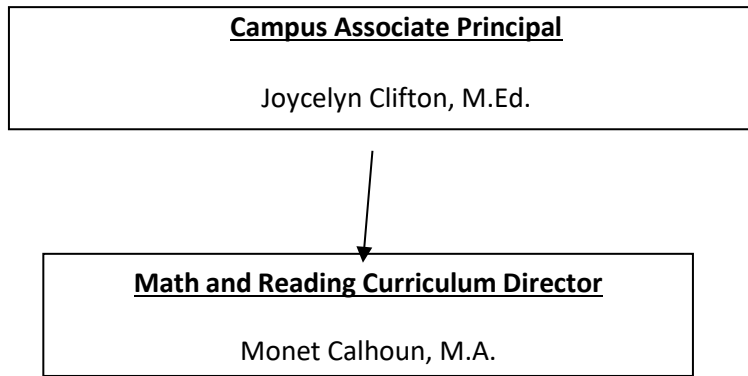 Campus Associate Principal
Joycelyn Clifton, M.Ed.
Math and Reading Curriculum Director
Monet Calhoun, M.A.